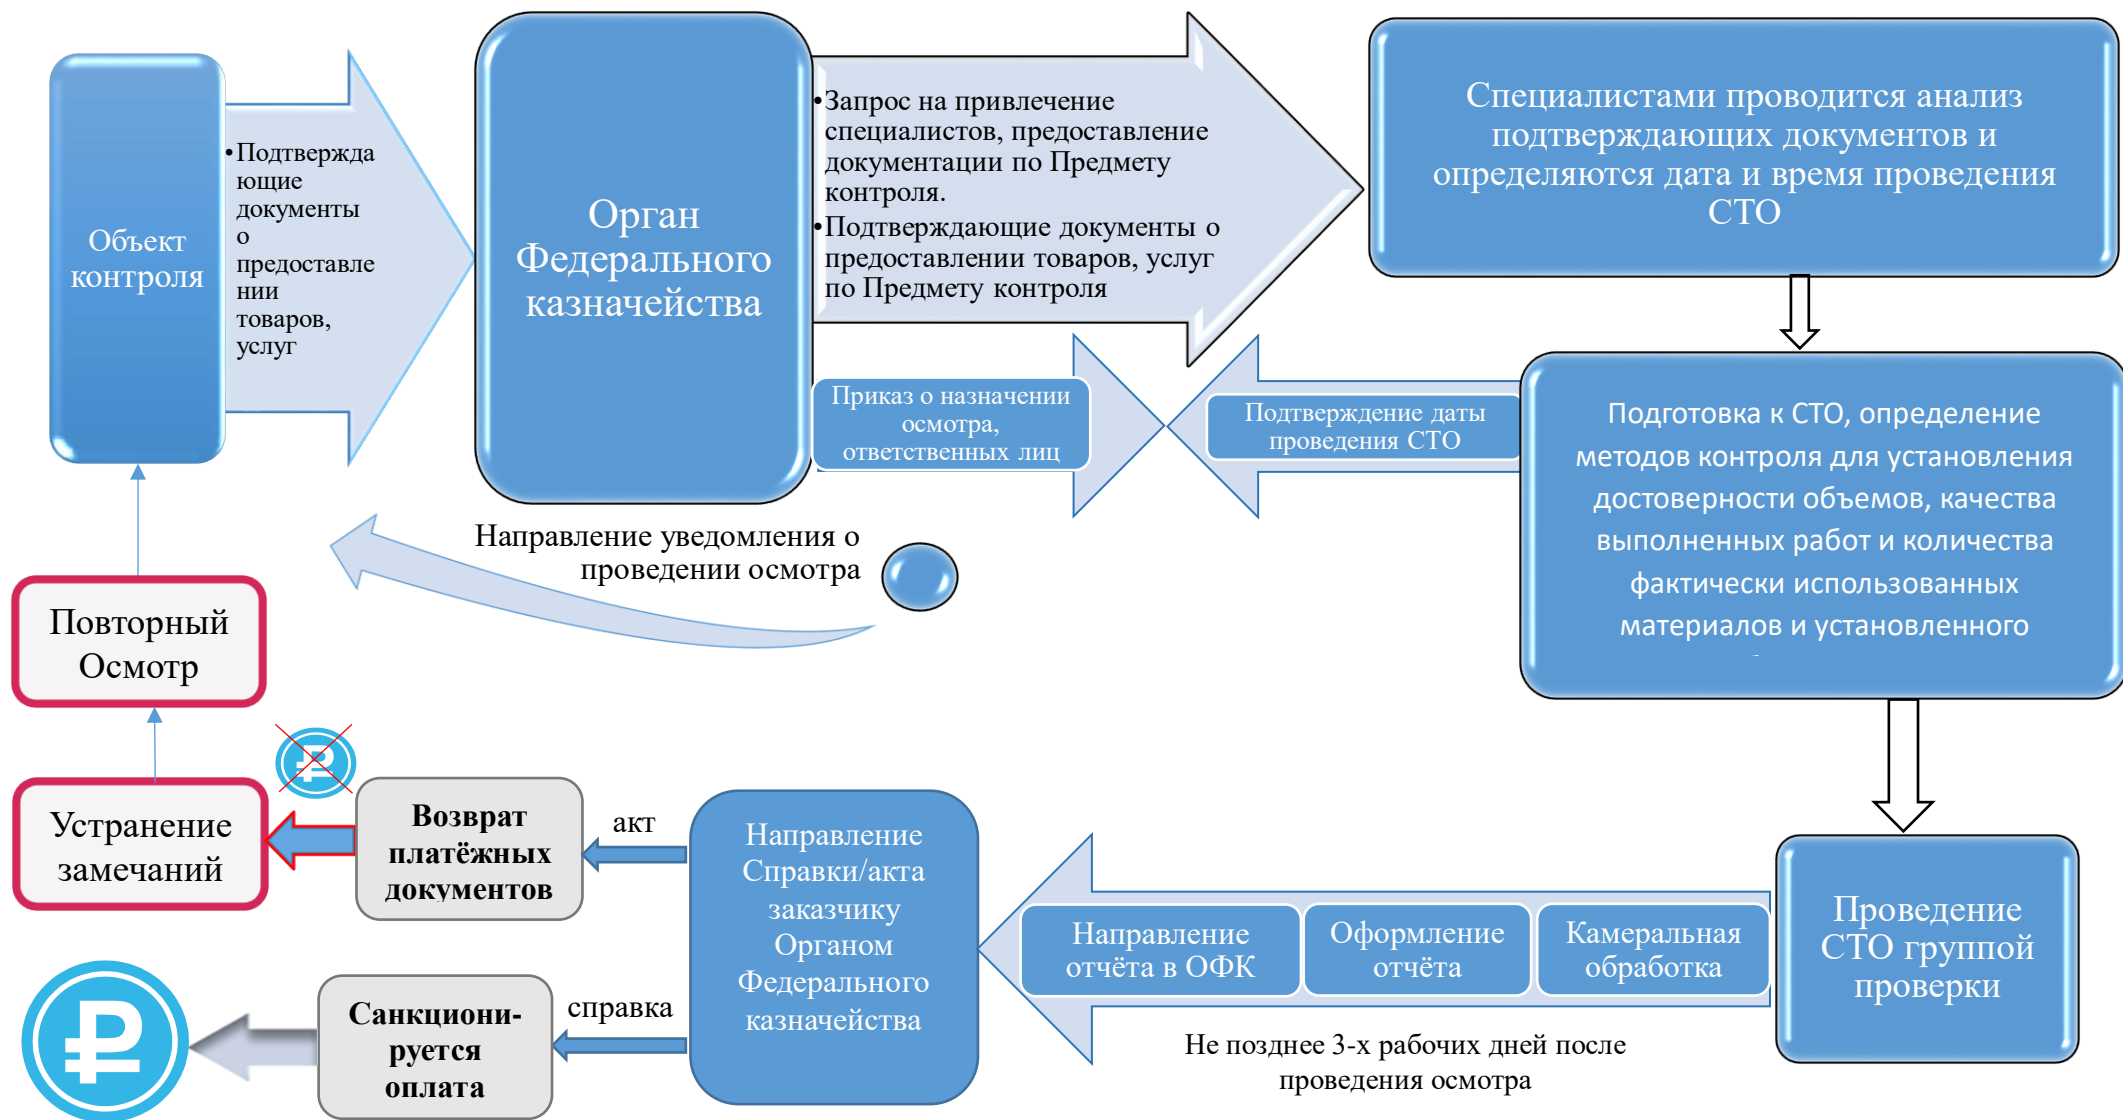 Объект
контроля
•Подтвержда
ющие
документы
о
предоставле
нии
товаров,
услуг
Орган
Федерального
казначейства
•Запрос на привлечение
специалистов, предоставление
документации по Предмету
контроля.
•Подтверждающие документы о
предоставлении товаров, услуг
по Предмету контроля
Специалистами проводится анализ
подтверждающих документов и
определяются дата и время проведения
СТО
Приказ о назначении
осмотра,
ответственных лиц
Подтверждение даты
проведения СТО
Подготовка к СТО, определение
методов контроля для установления
достоверности объемов, качества
выполненных работ и количества
фактически использованных
материалов и установленного
Направление уведомления о
проведении осмотра
Повторный
Осмотр
Устранение
замечаний
Возврат
платёжных
документов
акт
Направление
Справки/акта
заказчику
Органом
Федерального
казначейства
Направление
отчёта в ОФК
Оформление
отчёта
Камеральная
обработка
Проведение
СТО группой
проверки
Санкциони-
руется
оплата
справка
Не позднее 3-х рабочих дней после
проведения осмотра